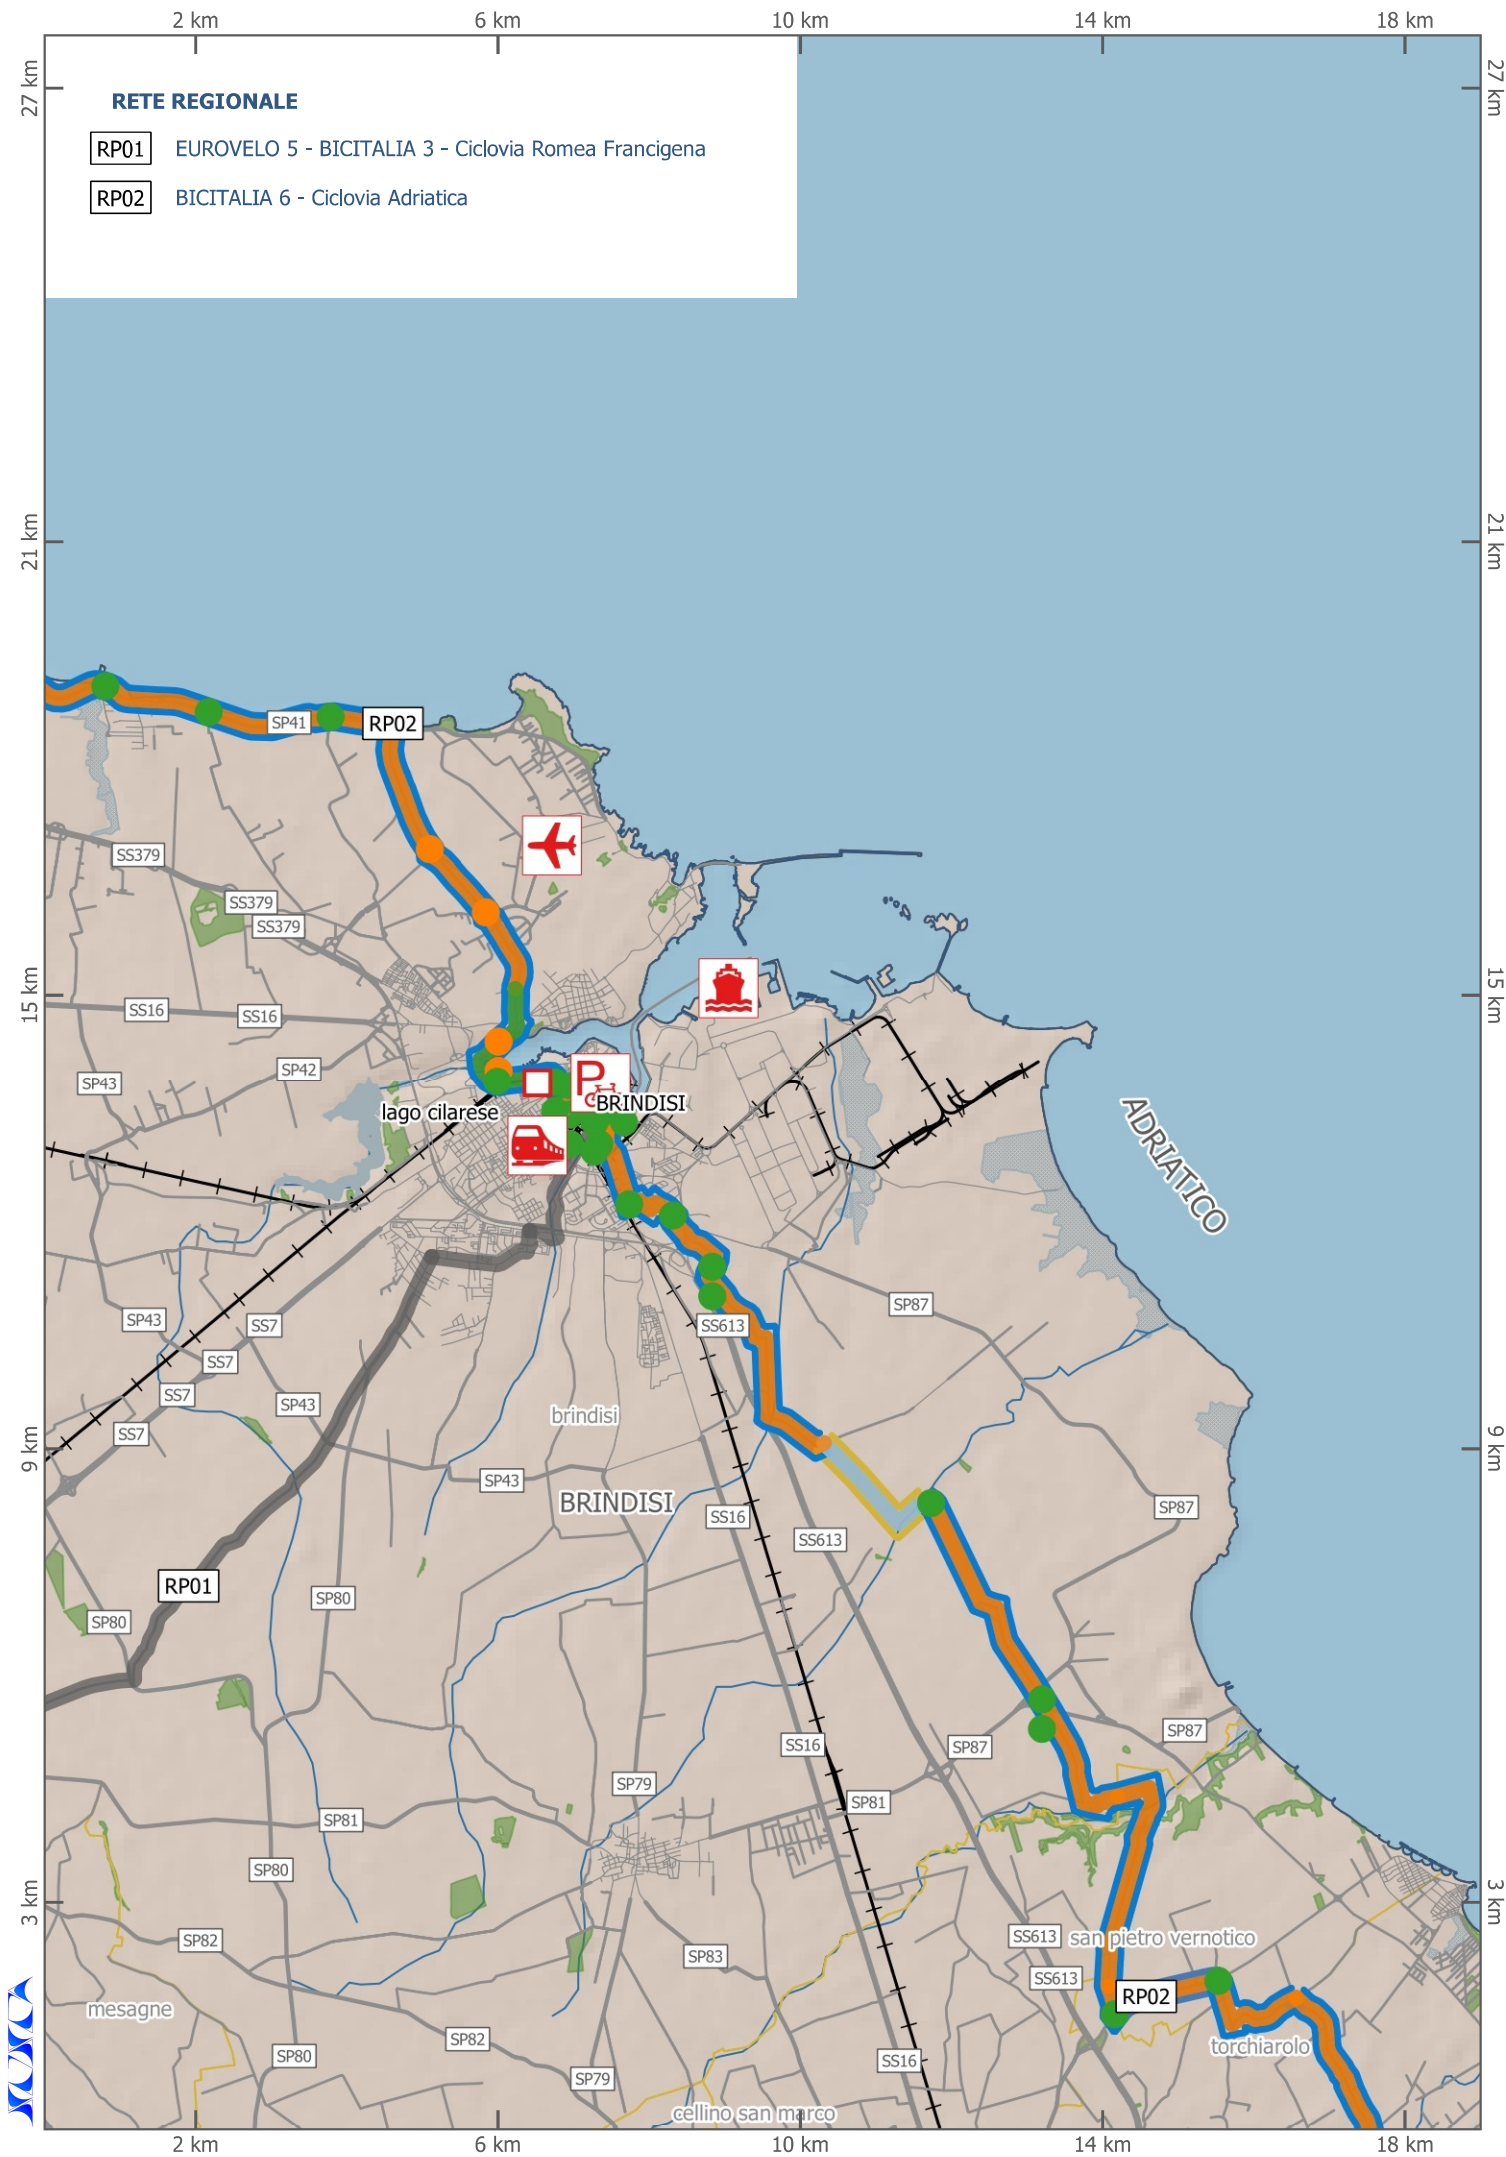 2 km 6 km 10 km 14 km 18 km
27 km 27 km
RETE REGIONALE
RP01 EUROVELO 5 - BICITALIA 3 - Ciclovia Romea Francigena
RP02 BICITALIA 6 - Ciclovia Adriatica
21 km 21 km
SP41 RP02
SS379
SS379
SS379
15 km 15 km
SS16 SS16
SP42
SP43
P
lago cilarese BRINDISI
ADRIATICO
SP87
SP43 SS7 SS613
SS7
SS7
SP43
brindisi
SS7
9 km 9 km
SP43
BRINDISI
SP87
SS16
SS613
RP01
SP80
SP80
SP87
SS16 SP87
SP79
SP81
SP81
SP80
3 km 3 km
SS613 san pietro vernotico
SP82
SP83
SS613
RP02
mesagne
SP82
torchiarolo
SP80
SS16
SP79
cellino san marco
2 km 6 km 10 km 14 km 18 km